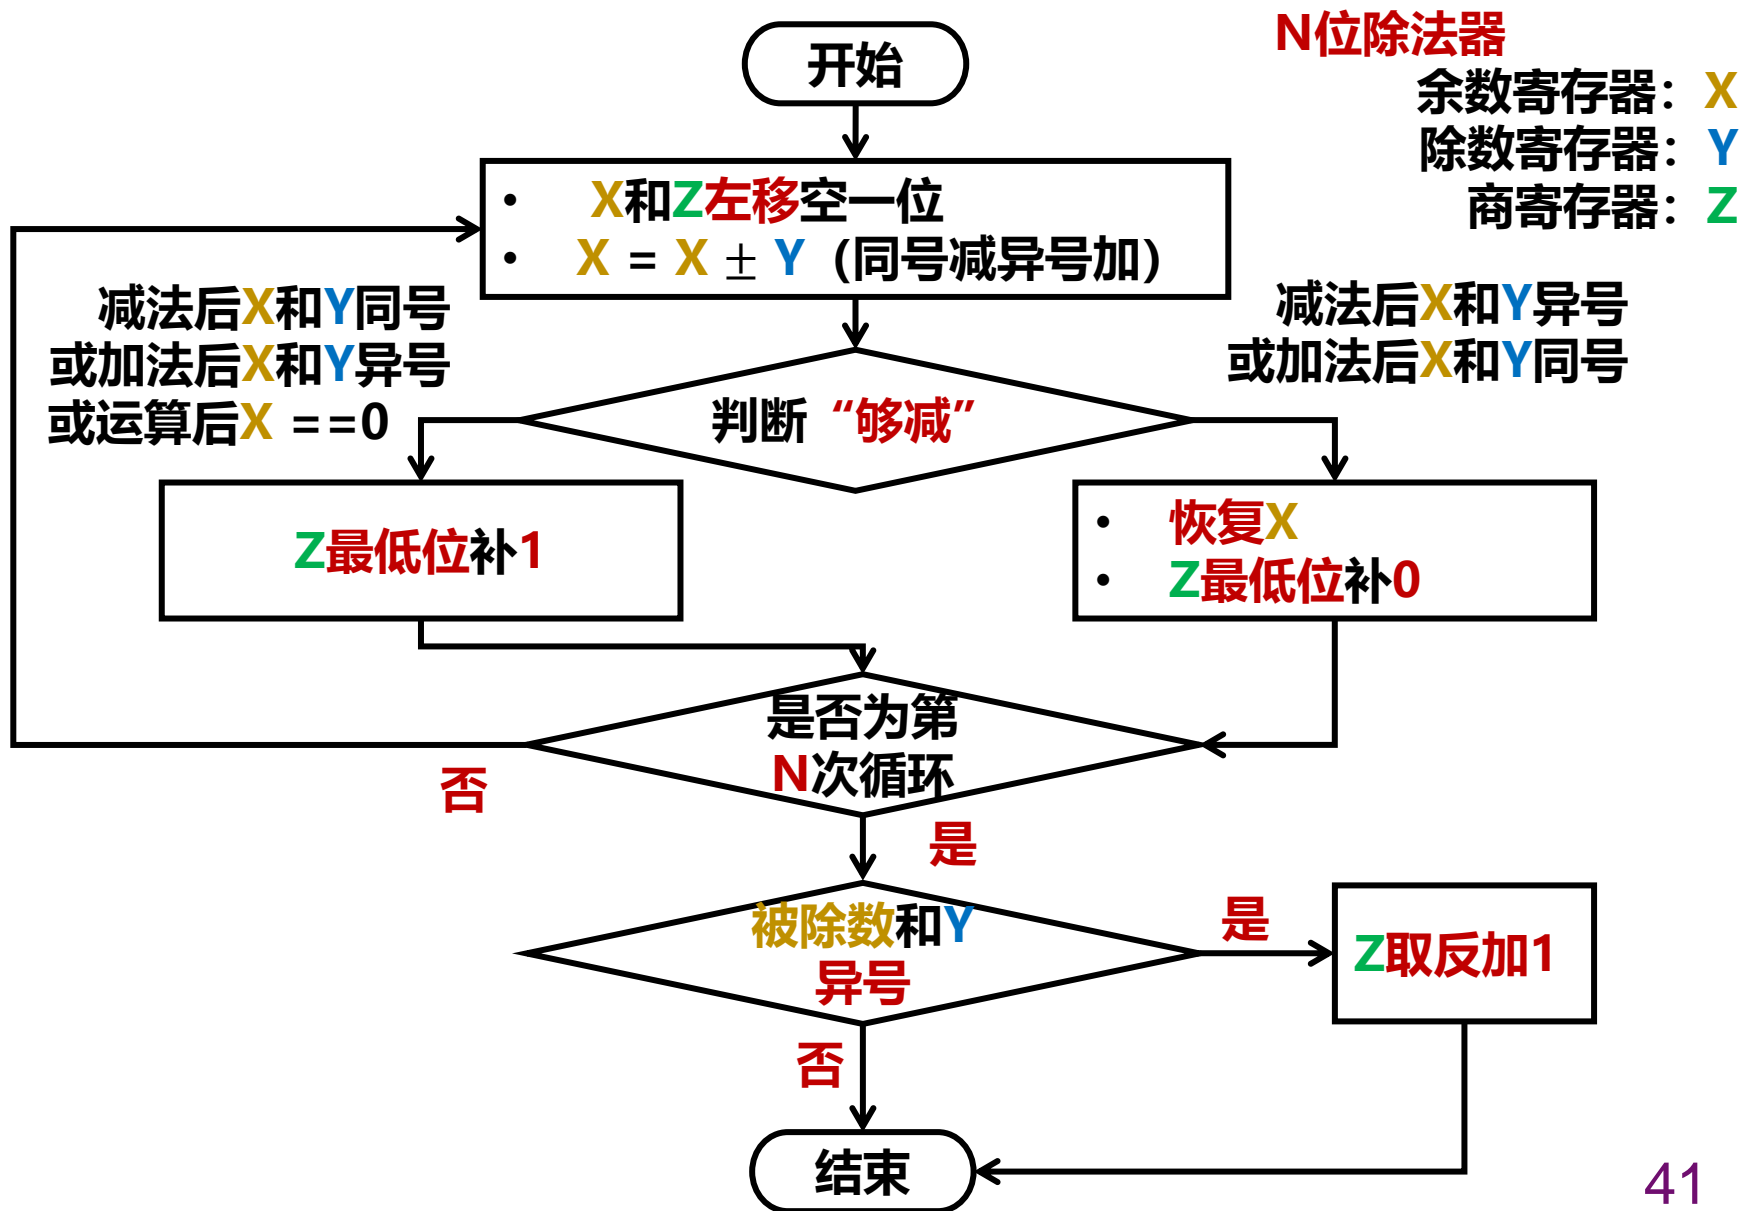 开始
N位除法器
余数寄存器：X
除数寄存器：Y
商寄存器：Z
• X和Z左移空一位
• X = X ± Y（同号减异号加）
减法后X和Y同号
或加法后X和Y异号
或运算后X ==0
减法后X和Y异号
或加法后X和Y同号
判断“够减”
Z最低位补1
• 恢复X
• Z最低位补0
是否为第
N次循环
否
是
被除数和Y
异号
是
Z取反加1
否
结束
41